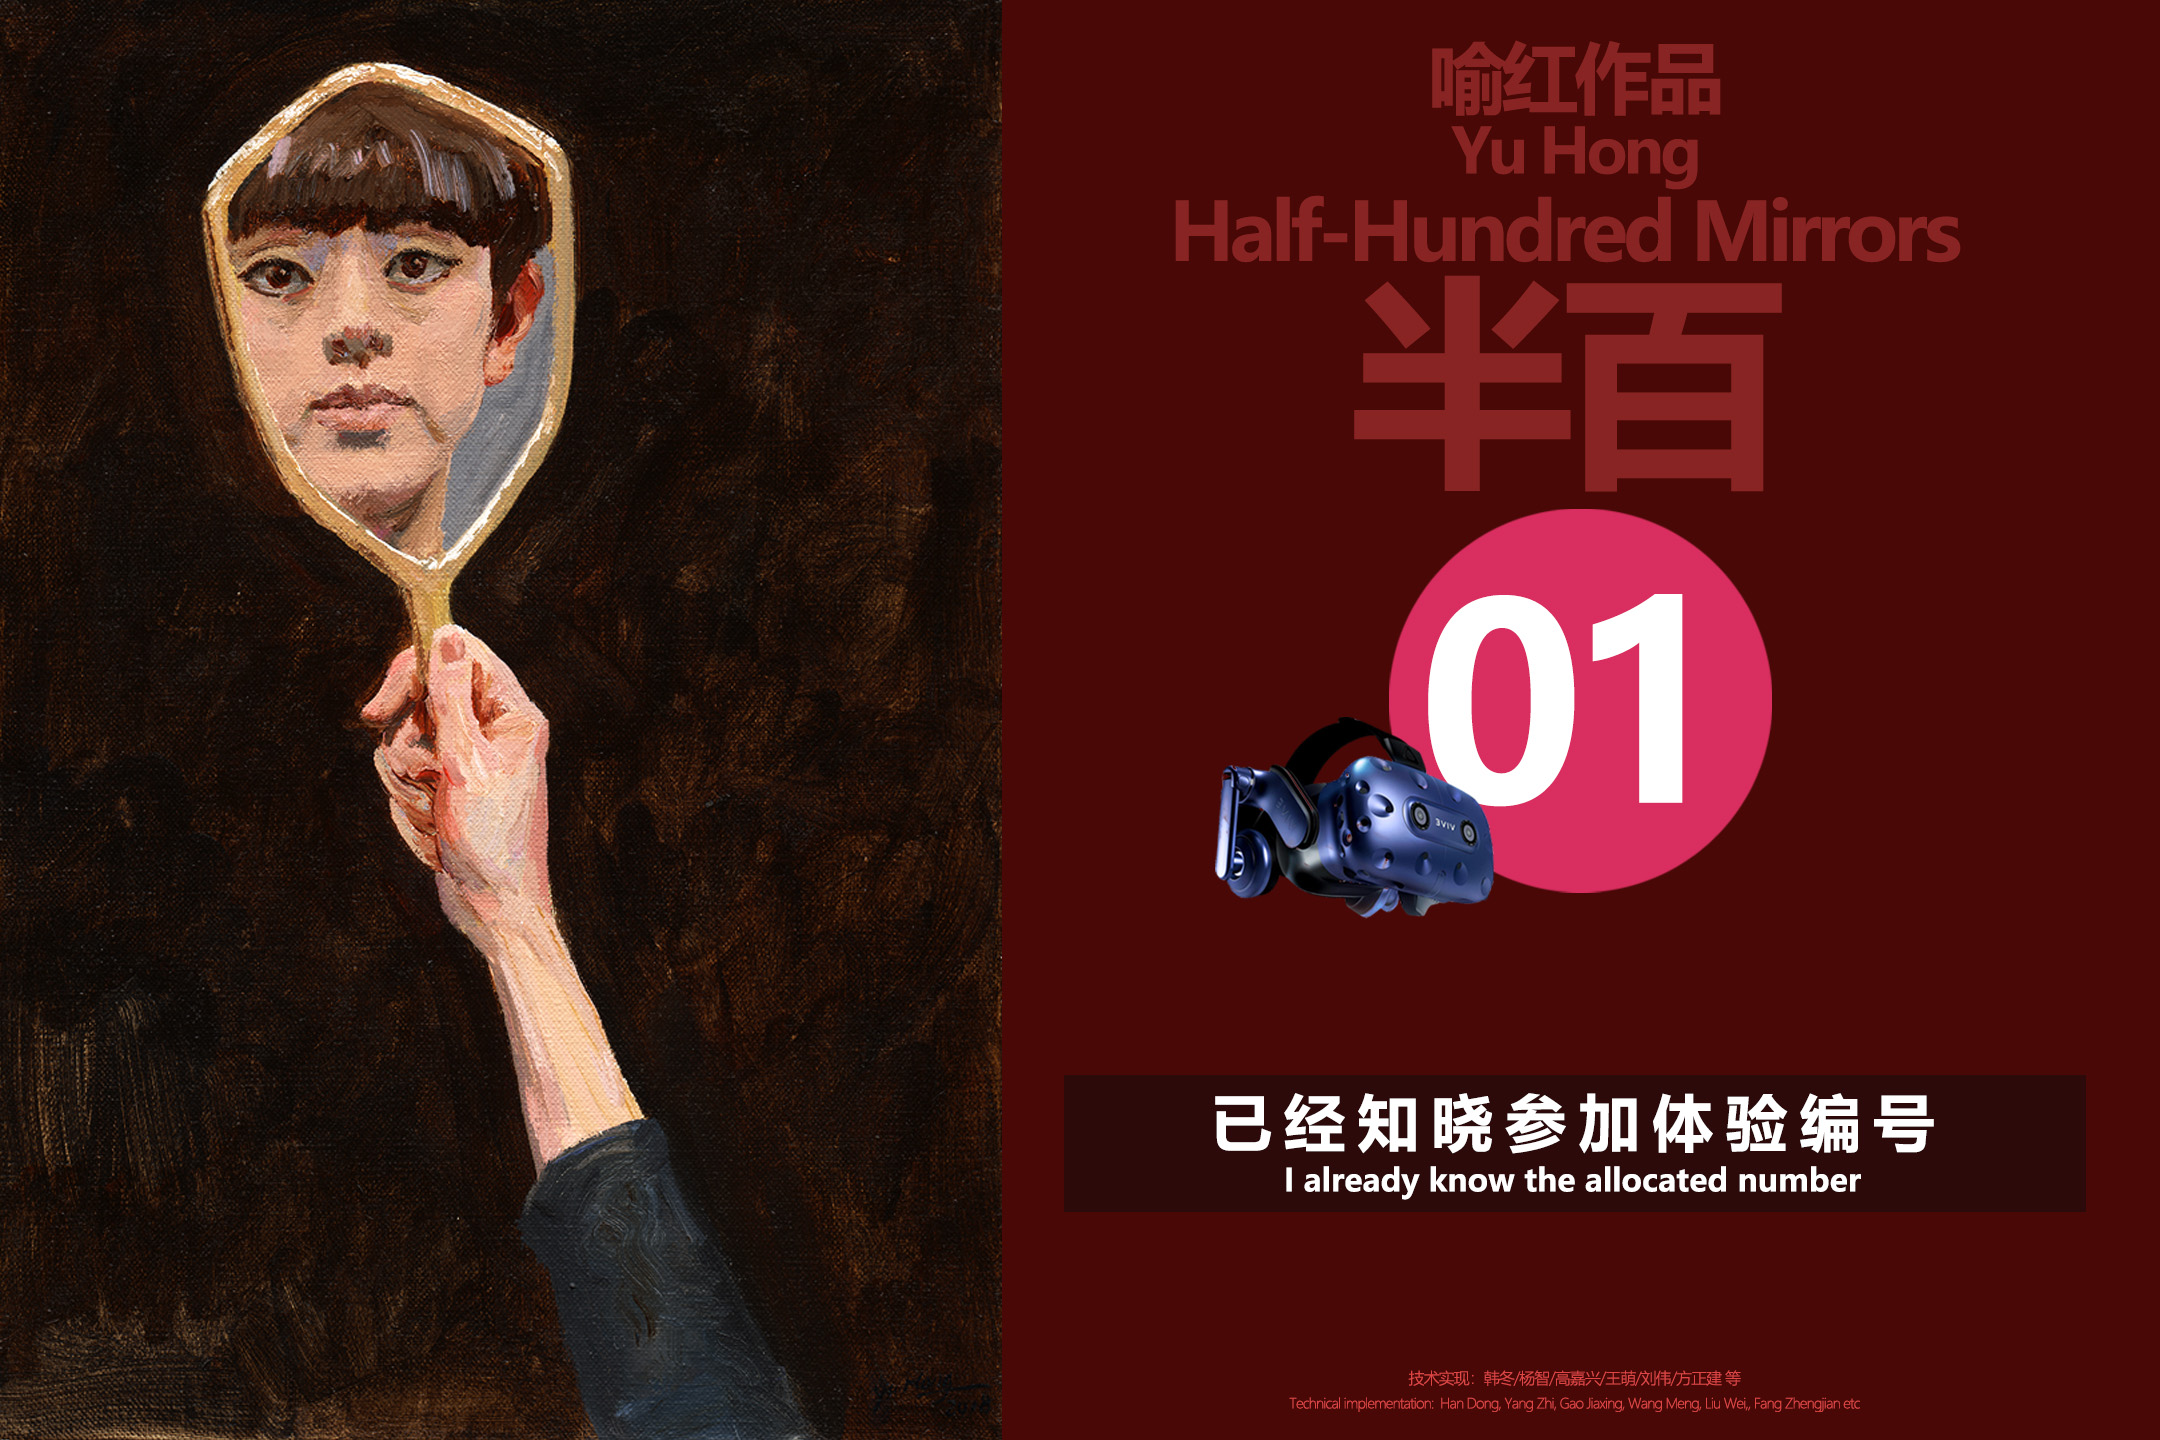 喻红作品
Yu Hong
Half-Hundred Mirrors
半百
01
VIVE
已经知晓参加体验编号
I already know the allocated number
技术实现：韩冬/杨智/高嘉兴/王萌/刘伟/方正建 等
Technical implementation: Han Dong, Yang Zhi, Gao Jiaxing, Wang Meng, Liu Wei,, Fang Zhengjian etc